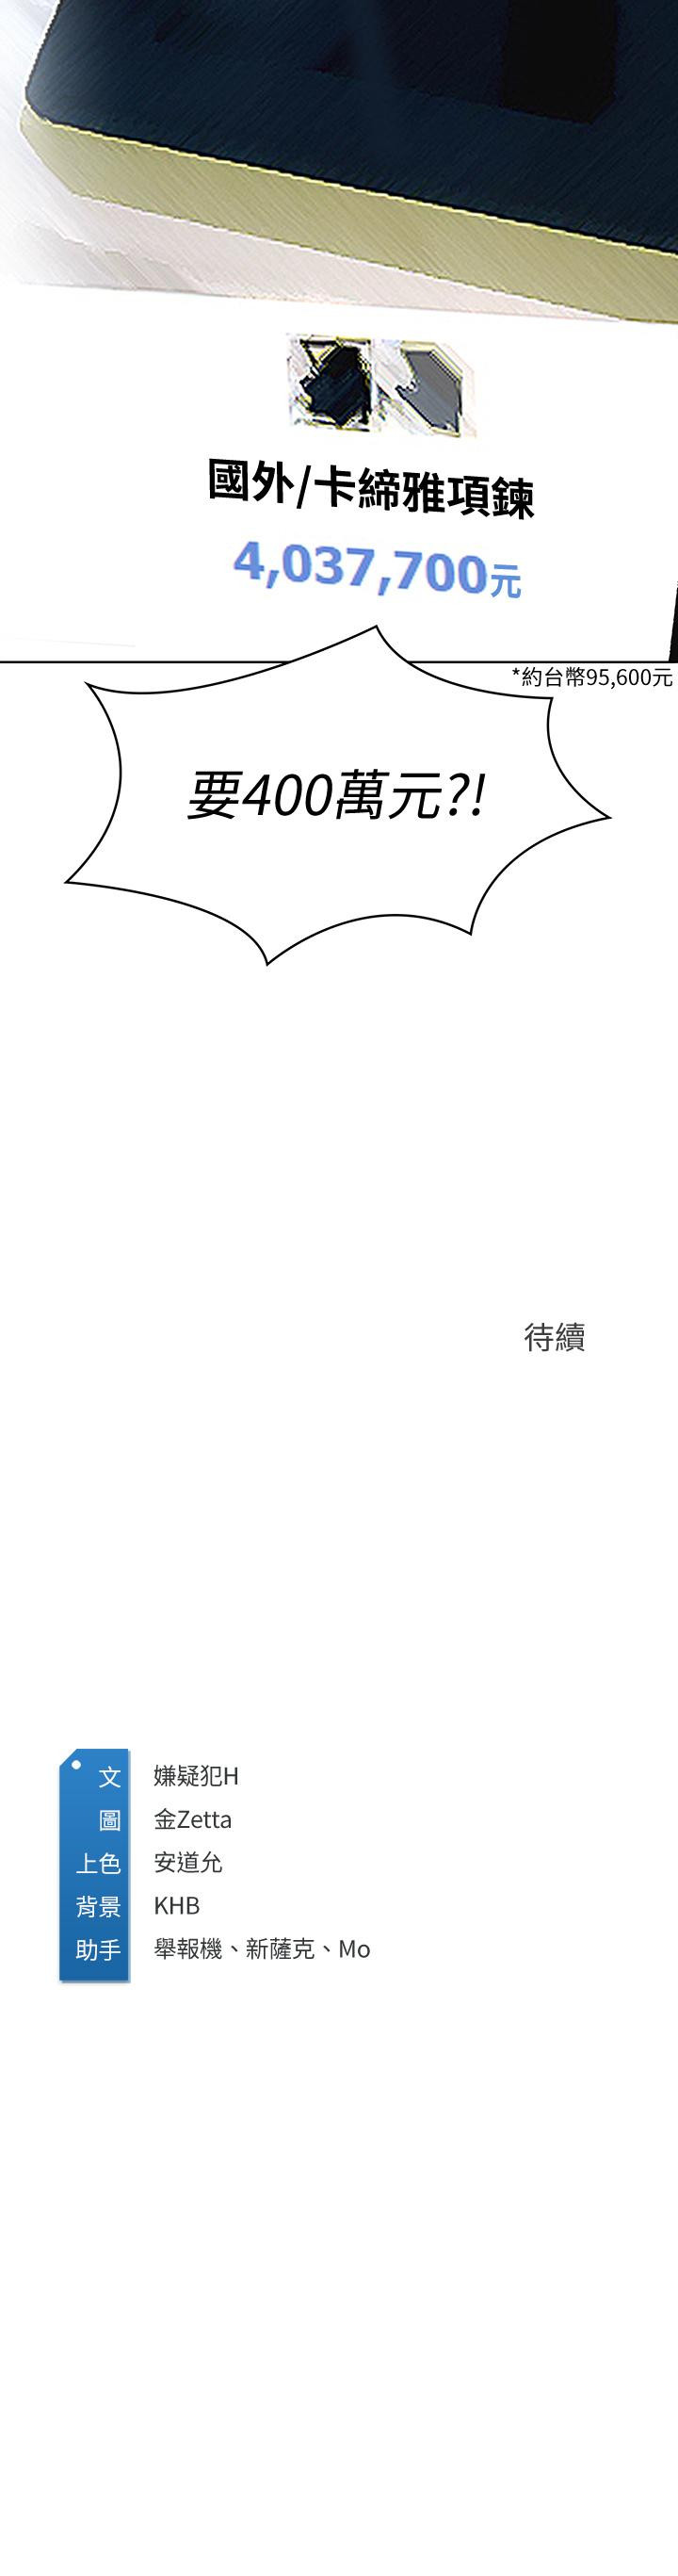 國外/卡締雅項鍊
4,037,700元
*約台幣95,600元
要400萬元?!
待續
文 嫌疑犯H
圖 金Zetta
上色 安道允
背景 KHB
助手 舉報機、新薩克、Mo